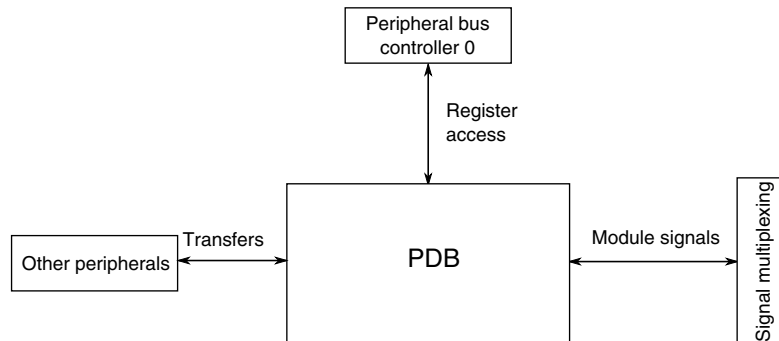 Peripheral bus
controller 0
Register
access
Transfers
Other peripherals
PDB
Module signals
Signal multiplexing